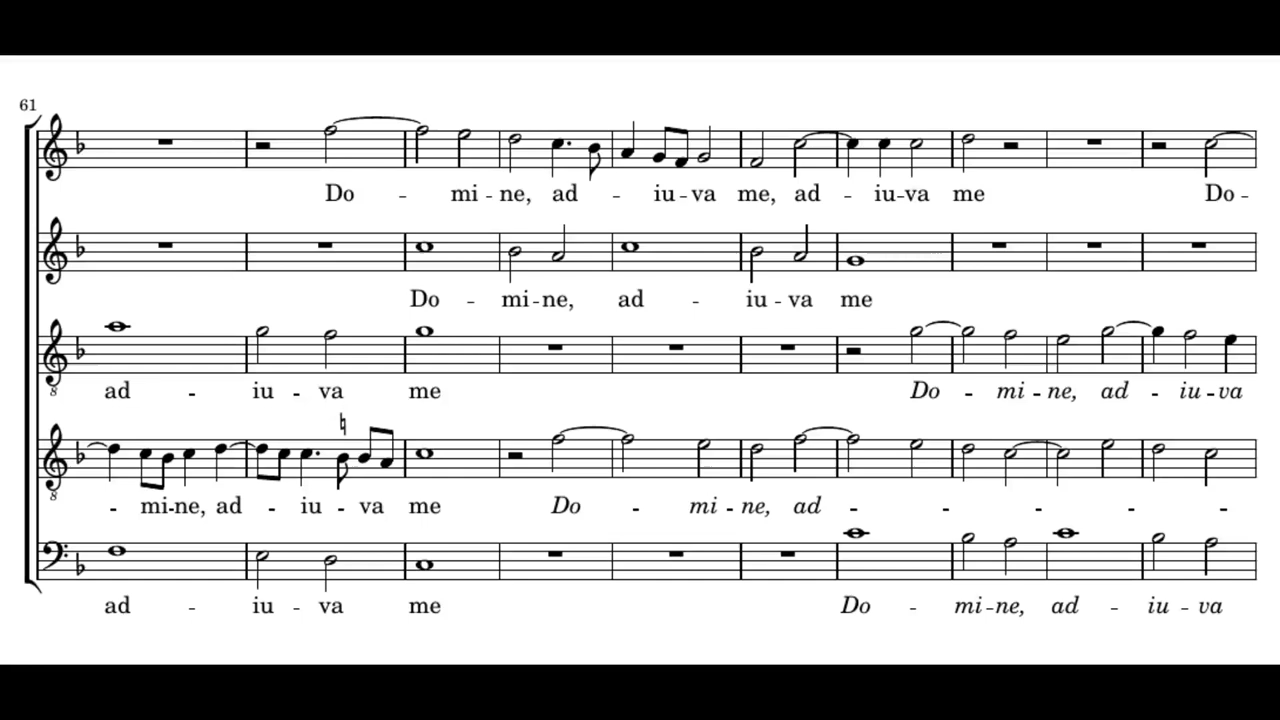 61
Do - mi - ne, ad - iu - va me, ad - iu - va me Do -
Do - mi - ne, ad - iu - va me
ad - iu - va me Do - mi - ne, ad - iu - va
- mi - ne, ad - iu - va me Do - mi - ne, ad - - - - -
ad - iu - va me Do - mi - ne, ad - iu - va